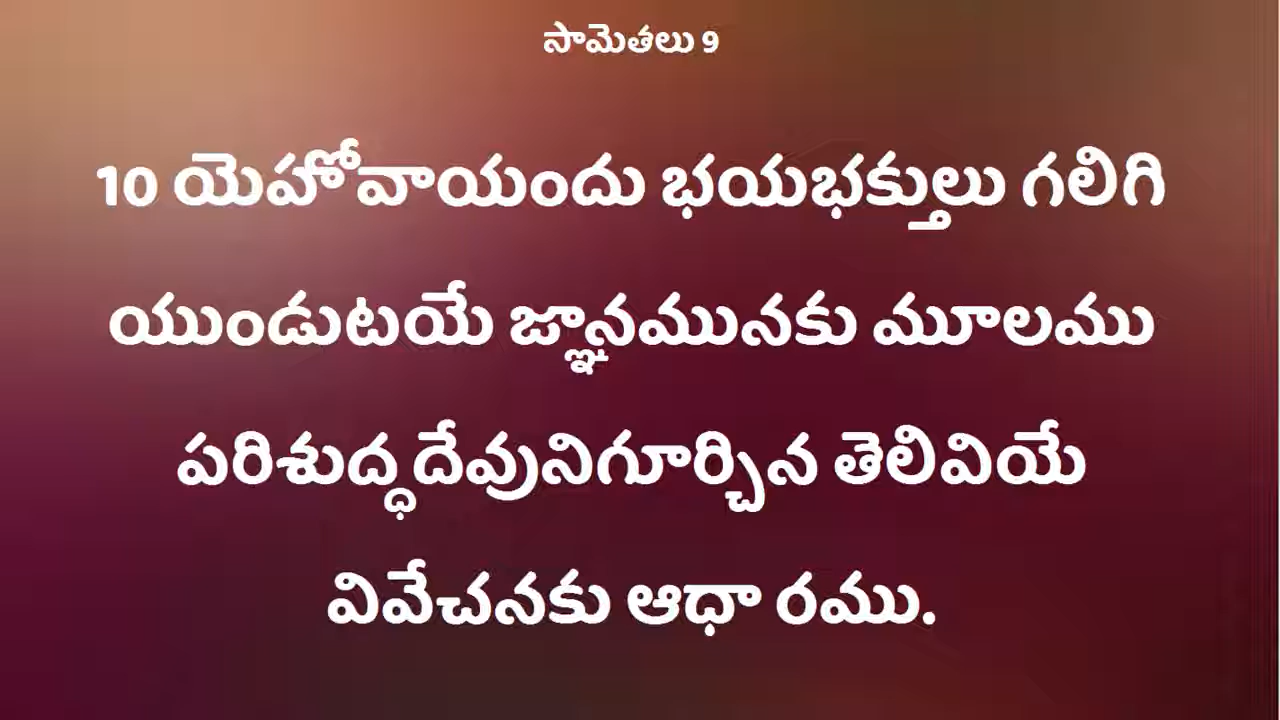 సామెతలు 9
10 యెహోవాయందు భయభక్తులు గలిగి
యుండుటయే జ్ఞానమునకు మూలము
పరిశుద్ధదేవునిగూర్చిన తెలివియే
వివేచనకు ఆధా రము.